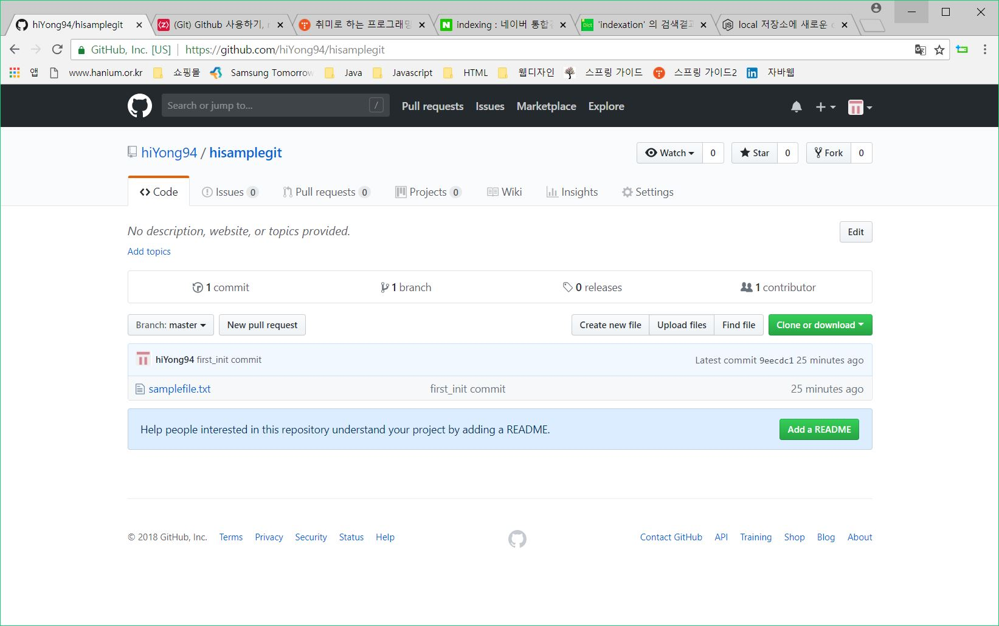 hiYong94/hisamplegit (Git) Github 사용하기, 취미로 하는 프로그래밍 indexing : 네이버 통합 'indexation' 의 검색결과 local 저장소에 새로운
GitHub, Inc. [US] https://github.com/hiYong94/hisamplegit
앱 www.hanium.or.kr 쇼핑몰 Samsung Tomorrow Java Javascript HTML 웹디자인 스프링 가이드 스프링 가이드2 자바웹
Search or jump to... / Pull requests Issues Marketplace Explore
hiYong94 / hisamplegit Watch 0 Star 0 Fork 0
Code Issues 0 Pull requests 0 Projects 0 Wiki Insights Settings
No description, website, or topics provided. Edit
Add topics
1 commit 1 branch 0 releases 1 contributor
Branch: master New pull request Create new file Upload files Find file Clone or download
hiYong94 first_init commit Latest commit 9eecdc1 25 minutes ago
samplefile.txt first_init commit 25 minutes ago
Help people interested in this repository understand your project by adding a README. Add a README
© 2018 GitHub, Inc. Terms Privacy Security Status Help Contact GitHub API Training Shop Blog About